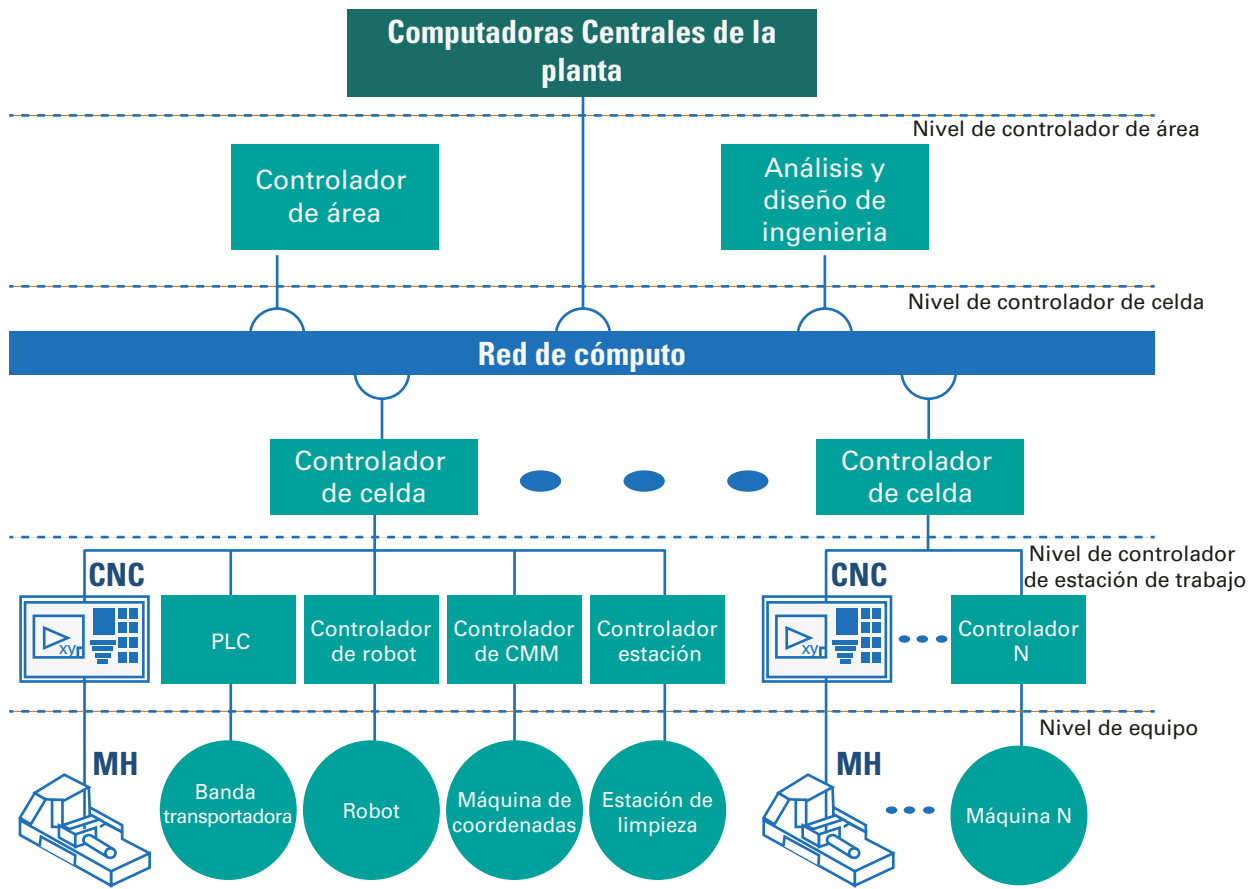 Computadoras Centrales de la
planta
Nivel de controlador de área
Controlador
de área
Análisis y
diseño de
ingenieria
Nivel de controlador de celda
Red de cómputo
Controlador
de celda
Controlador
de celda
Nivel de controlador
de estación de trabajo
CNC
xyr
PLC
Controlador
de robot
Controlador
de CMM
Controlador
estación
CNC
xyr
Controlador
N
Nivel de equipo
MH
Banda
transportadora
Robot
Máquina de
coordenadas
Estación de
limpieza
MH
Máquina N